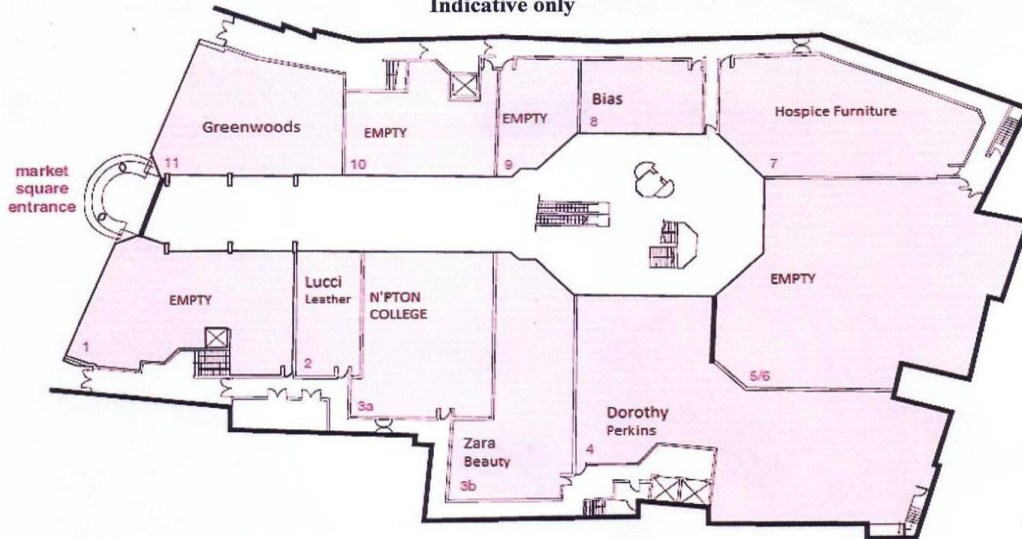 Indicative only
Greenwoods
11
EMPTY
10
EMPTY
9
Bias
8
Hospice Furniture
7
market
square
entrance
EMPTY
1
Lucci
Leather
2
N'PTON
COLLEGE
3a
Zara
Beauty
3b
Dorothy
Perkins
4
EMPTY
5/6